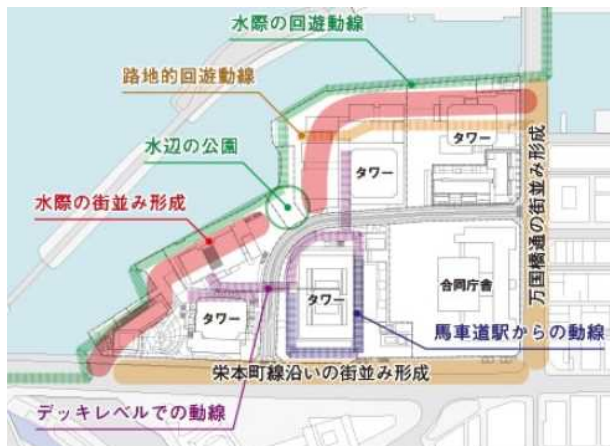 水際の回遊動線
路地的回遊動線
水辺の公園
水際の街並み形成
タワー
タワー
タワー
タワー
合同庁舎
万国橋通の街並み形成
馬車道駅からの動線
栄本町線沿いの街並み形成
デッキレベルでの動線